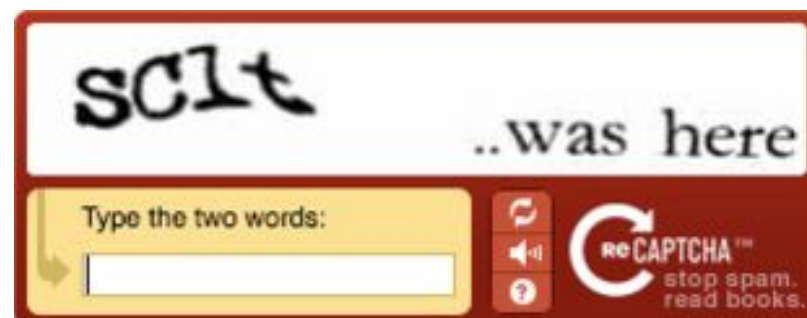 sclt
..was here
Type the two words:
ReCAPTCHA™
stop spam.
read books.